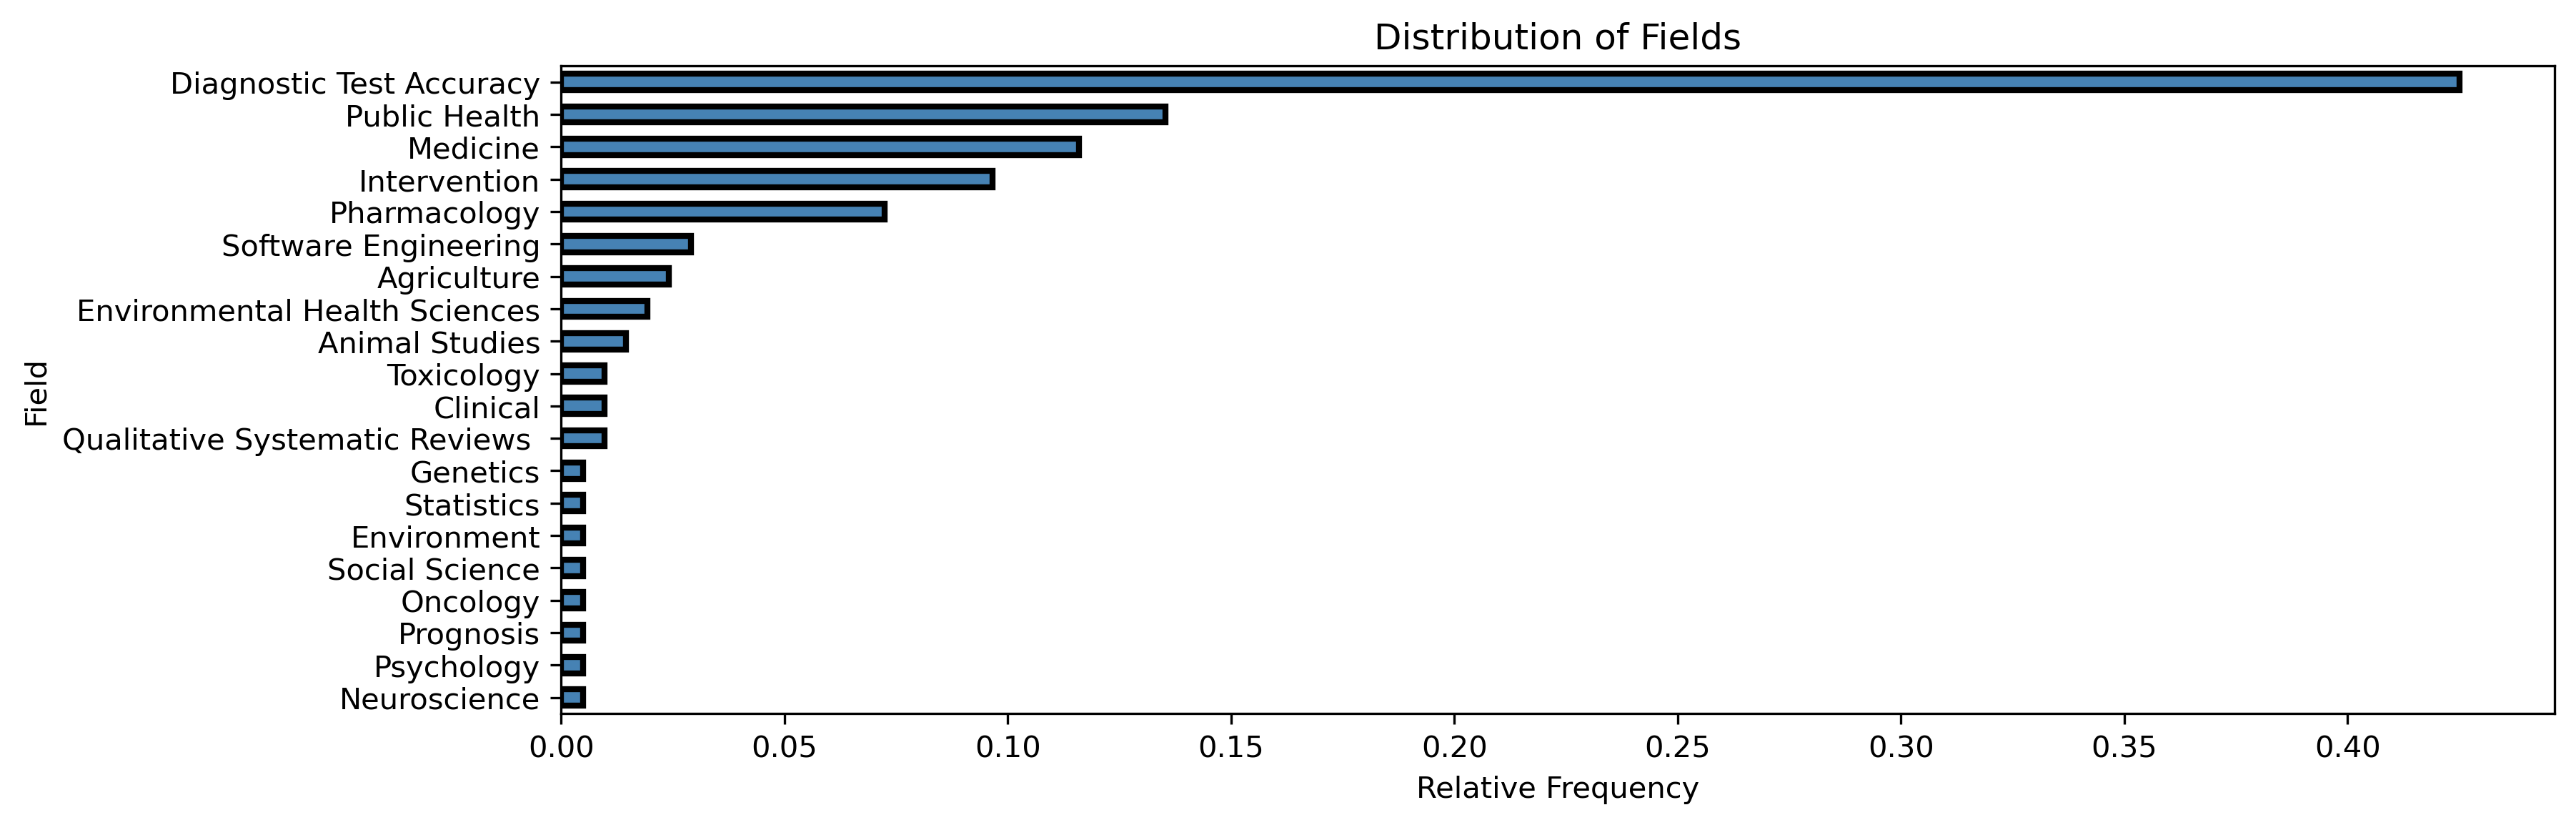 Distribution of Fields
Diagnostic Test Accuracy
Public Health
Medicine
Intervention
Pharmacology
Software Engineering
Agriculture
Environmental Health Sciences
Animal Studies
Toxicology
Clinical
Qualitative Systematic Reviews
Genetics
Statistics
Environment
Social Science
Oncology
Prognosis
Psychology
Neuroscience
Field
0.00 0.05 0.10 0.15 0.20 0.25 0.30 0.35 0.40
Relative Frequency